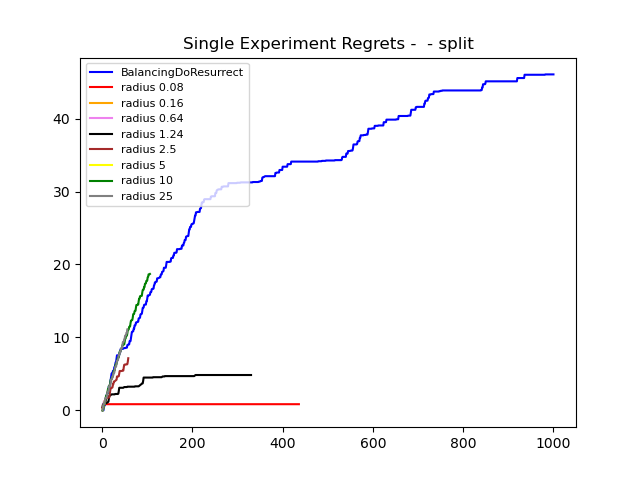 Single Experiment Regrets -  - split
BalancingDoResurrect
radius 0.08
radius 0.16
radius 0.64
radius 1.24
radius 2.5
radius 5
radius 10
radius 25
40
30
20
10
0
0 200 400 600 800 1000